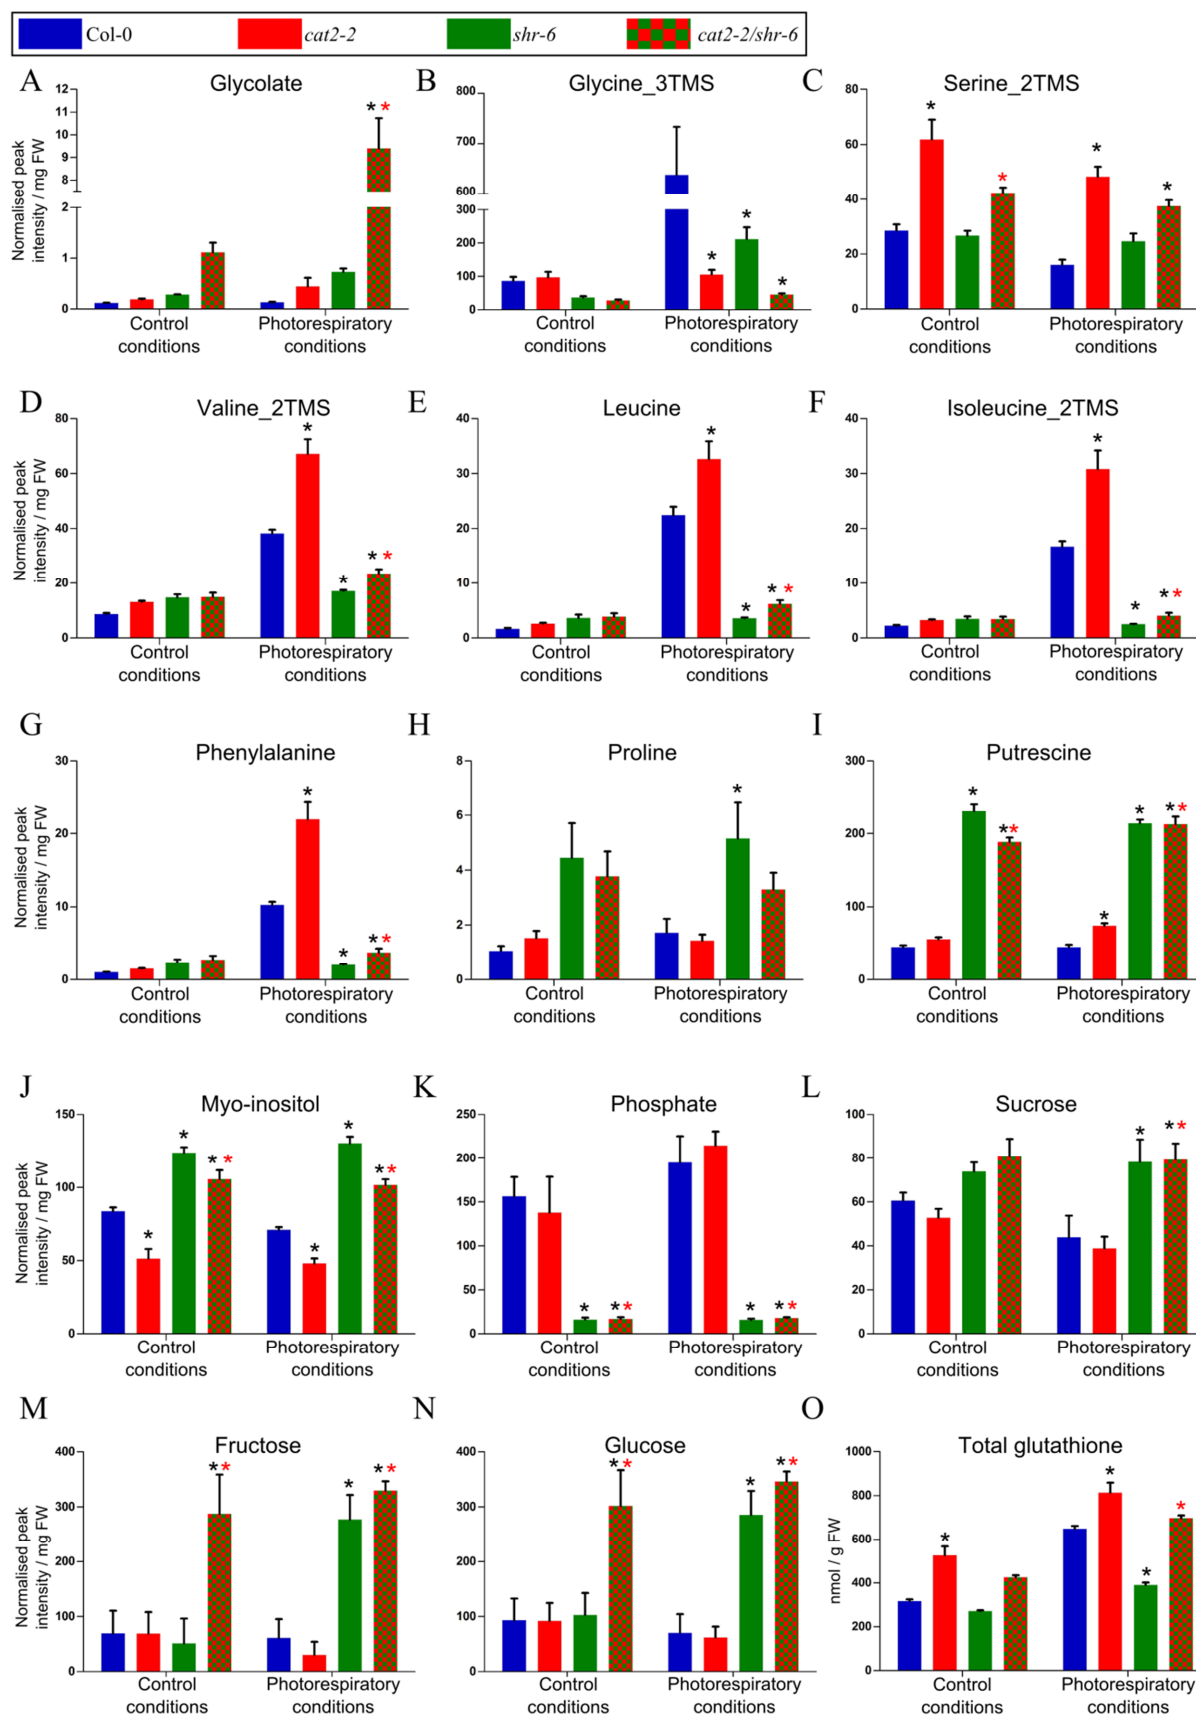 Col-0 cat2-2 shr-6 cat2-2/shr-6
A Glycolate
Normalised peak
intensity / mg FW
12
11
10
9
8
7
2
1
0
* *
Control
conditions
Photorespiratory
conditions
B Glycine_3TMS
800
700
600
300
200
100
0
*
*
*
Control
conditions
Photorespiratory
conditions
C Serine_2TMS
80
60
40
20
0
*
*
*
*
Control
conditions
Photorespiratory
conditions
D Valine_2TMS
Normalised peak
intensity / mg FW
80
60
40
20
0
*
*
* *
Control
conditions
Photorespiratory
conditions
E Leucine
40
30
20
10
0
*
*
* *
Control
conditions
Photorespiratory
conditions
F Isoleucine_2TMS
40
30
20
10
0
*
*
* *
Control
conditions
Photorespiratory
conditions
G Phenylalanine
Normalised peak
intensity / mg FW
30
20
10
0
*
*
* *
Control
conditions
Photorespiratory
conditions
H Proline
8
6
4
2
0
*
Control
conditions
Photorespiratory
conditions
I Putrescine
300
200
100
0
*
* *
*
*
* *
Control
conditions
Photorespiratory
conditions
J Myo-inositol
Normalised peak
intensity / mg FW
150
100
50
0
*
*
* *
*
*
* *
Control
conditions
Photorespiratory
conditions
K Phosphate
250
200
150
100
50
0
*
* *
*
* *
Control
conditions
Photorespiratory
conditions
L Sucrose
100
80
60
40
20
0
*
* *
Control
conditions
Photorespiratory
conditions
M Fructose
Normalised peak
intensity / mg FW
400
300
200
100
0
* *
*
* *
Control
conditions
Photorespiratory
conditions
N Glucose
400
300
200
100
0
* *
*
* *
Control
conditions
Photorespiratory
conditions
O Total glutathione
nmol / g FW
1000
800
600
400
200
0
*
*
*
*
Control
conditions
Photorespiratory
conditions